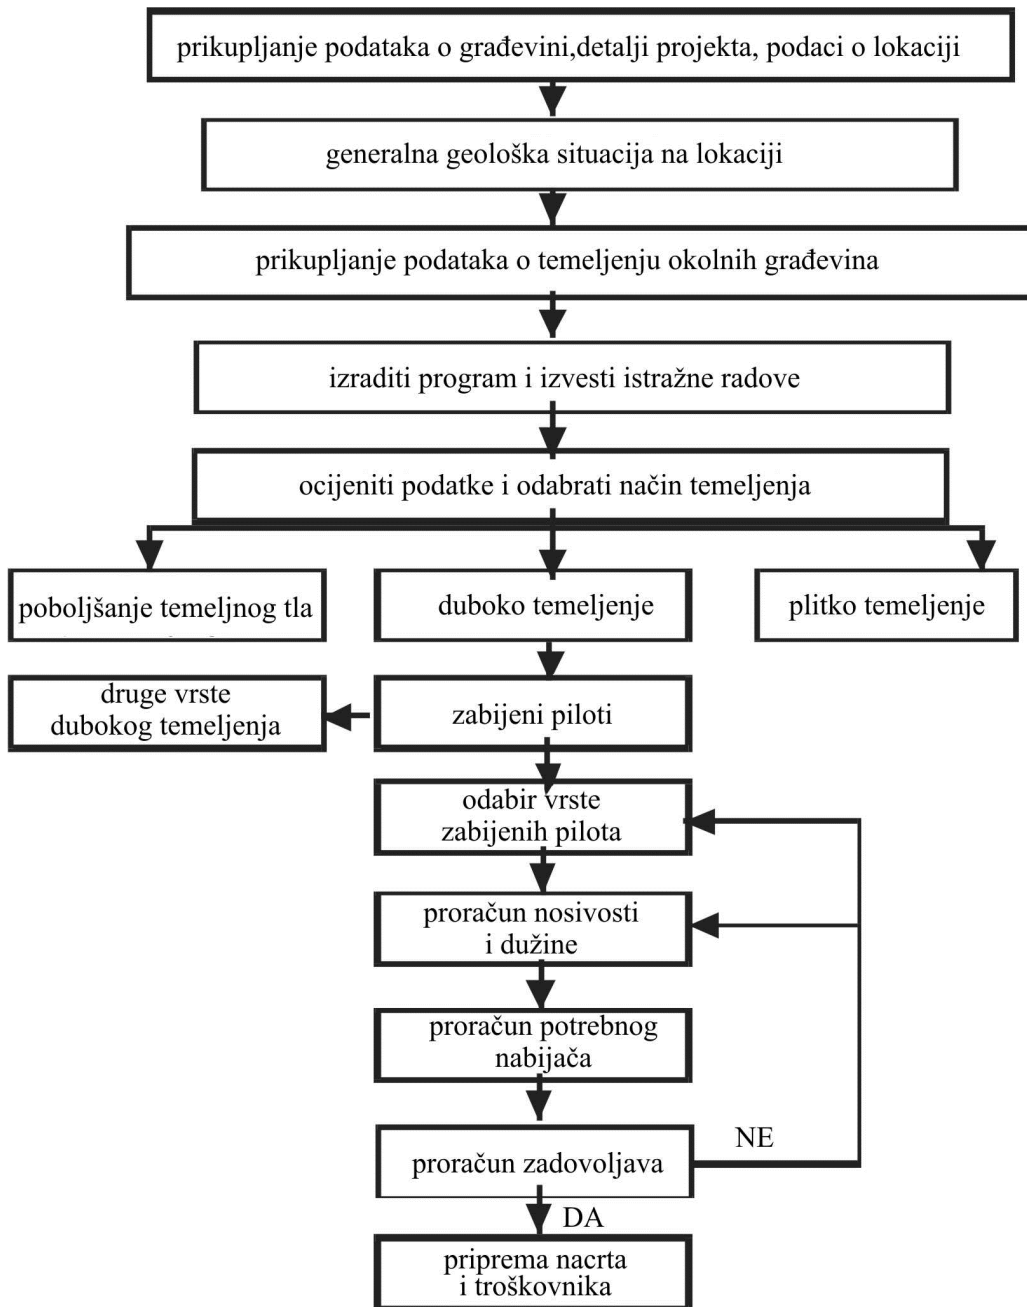 prikupljanje podataka o građevini,detalji projekta, podaci o lokaciji
generalna geološka situacija na lokaciji
prikupljanje podataka o temeljenju okolnih građevina
izraditi program i izvesti istražne radove
ocijeniti podatke i odabrati način temeljenja
poboljšanje temeljnog tla
duboko temeljenje
plitko temeljenje
druge vrste
dubokog temeljenja
zabijeni piloti
odabir vrste
zabijenih pilota
proračun nosivosti
i dužine
proračun potrebnog
nabijača
proračun zadovoljava
NE
DA
priprema nacrta
i troškovnika